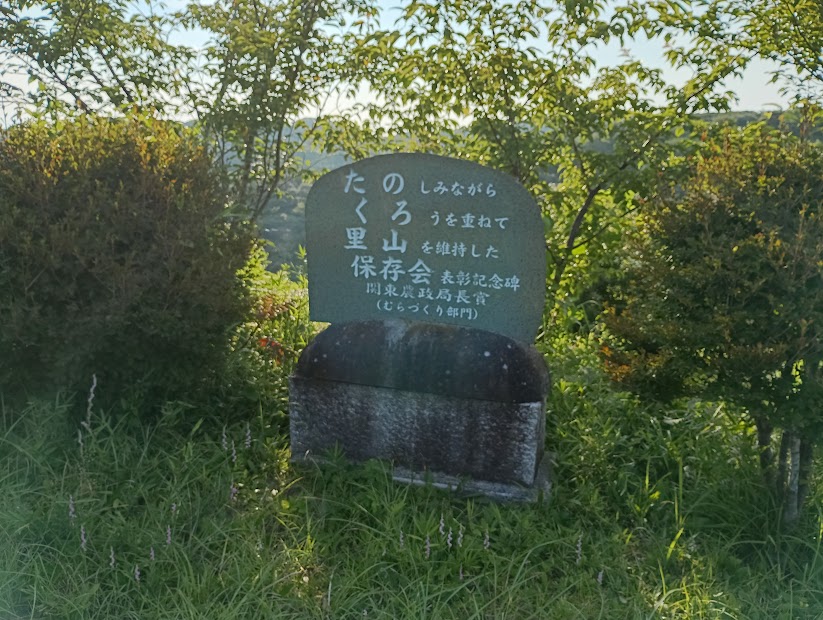 たのしみながら
くろうを重ねて
里山を維持した
保存会 表彰記念碑
関東農政局長賞
(むらづくり部門)